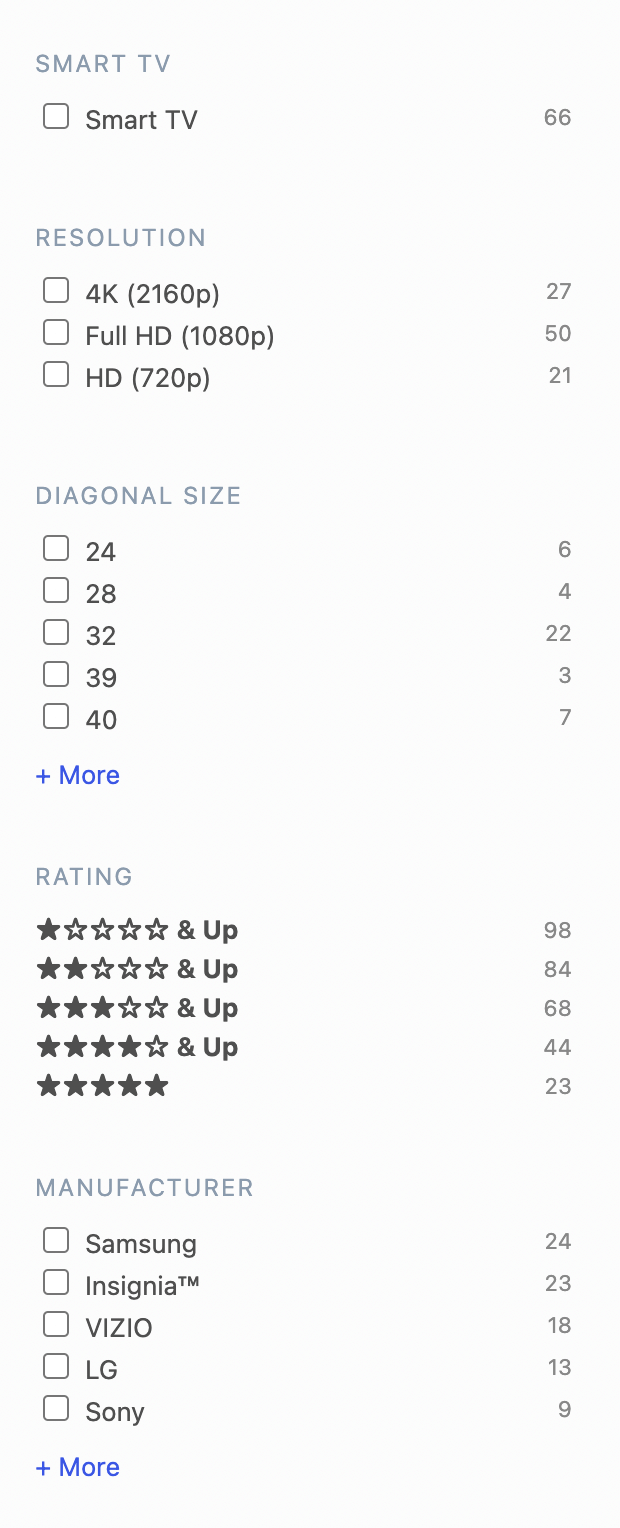 SMART TV
Smart TV 66
RESOLUTION
4K (2160p) 27
Full HD (1080p) 50
HD (720p) 21
DIAGONAL SIZE
24 6
28 4
32 22
39 3
40 7
+ More
RATING
★☆☆☆☆ & Up 98
★★☆☆☆ & Up 84
★★★☆☆ & Up 68
★★★★☆ & Up 44
★★★★★ 23
MANUFACTURER
Samsung 24
Insignia™ 23
VIZIO 18
LG 13
Sony 9
+ More